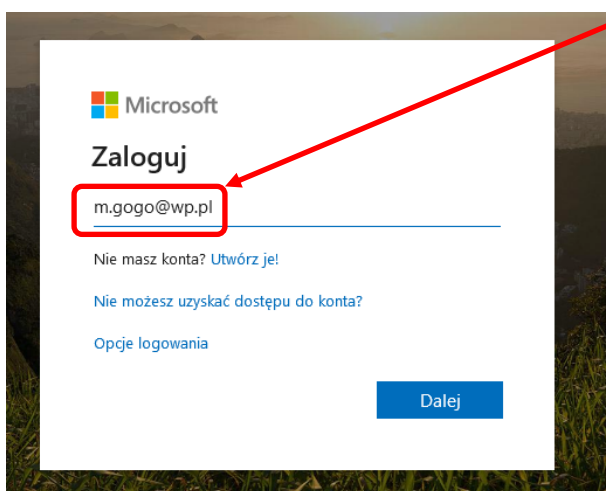 Microsoft
Zaloguj
m.gogo@wp.pl
Nie masz konta? Utwórz je!
Nie możesz uzyskać dostępu do konta?
Opcje logowania
Dalej